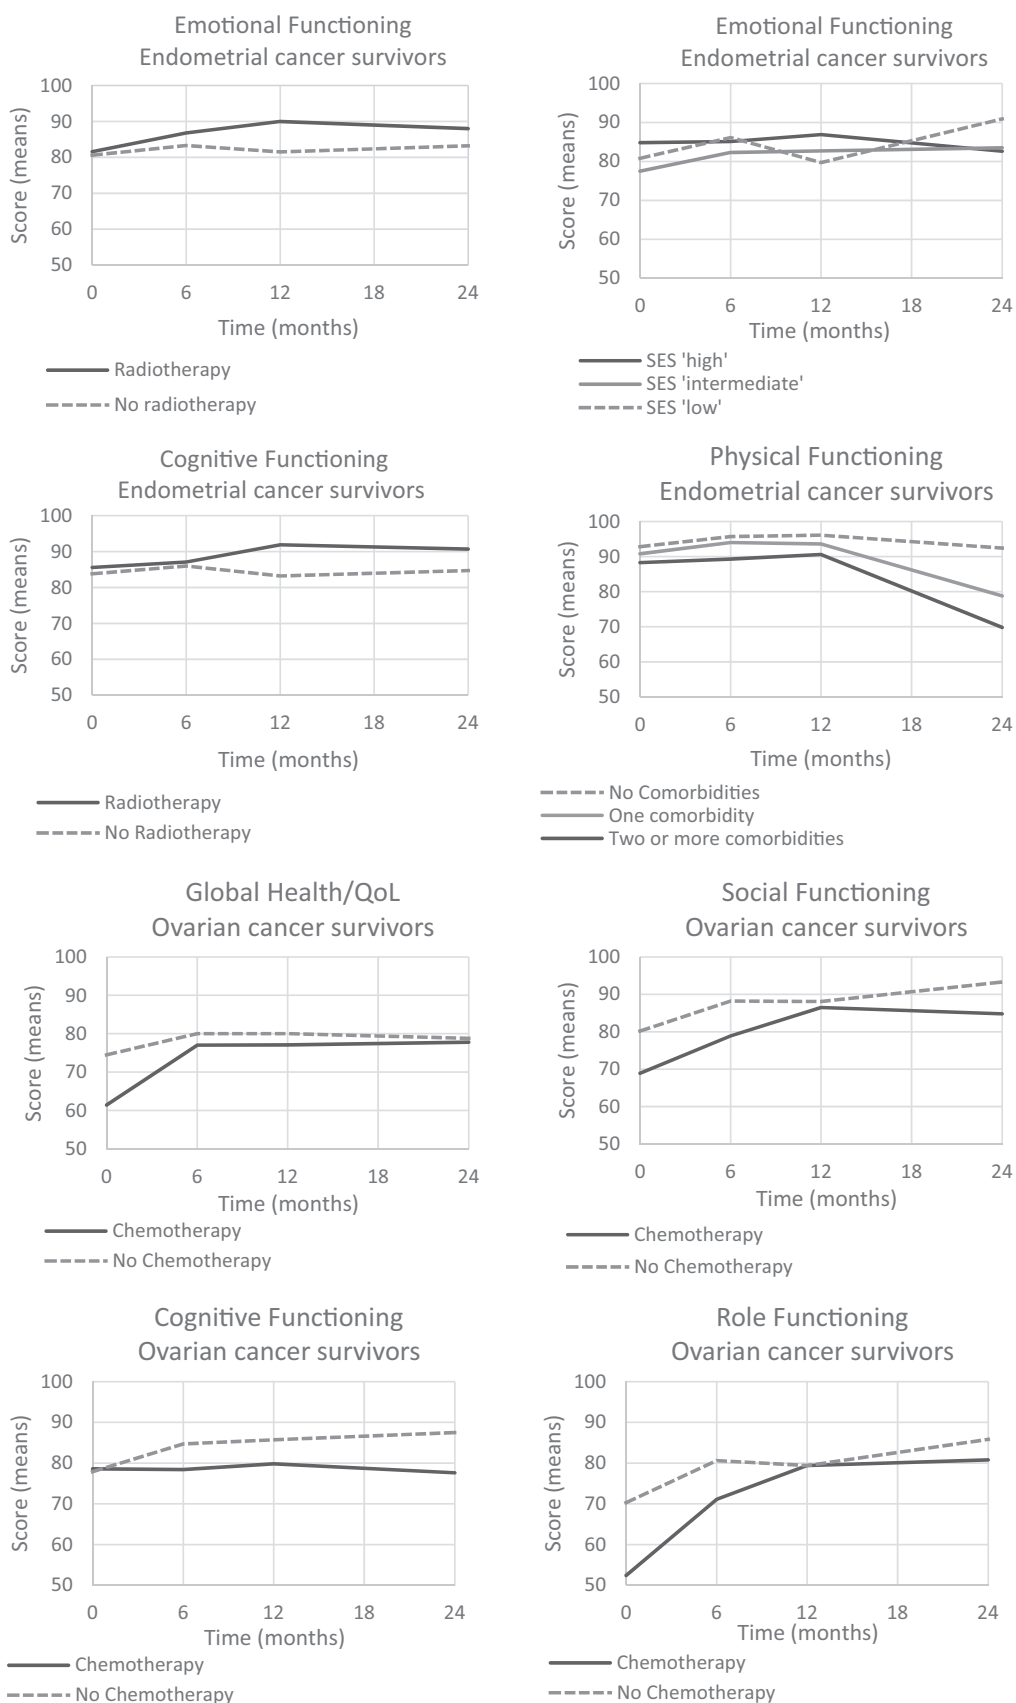 Emotional Functioning
Endometrial cancer survivors
100
90
80
70
60
50
Score (means)
0 6 12 18 24
Time (months)
Radiotherapy
No radiotherapy
Emotional Functioning
Endometrial cancer survivors
100
90
80
70
60
50
Score (means)
0 6 12 18 24
Time (months)
SES 'high'
SES 'intermediate'
SES 'low'
Cognitive Functioning
Endometrial cancer survivors
100
90
80
70
60
50
Score (means)
0 6 12 18 24
Time (months)
Radiotherapy
No Radiotherapy
Physical Functioning
Endometrial cancer survivors
100
90
80
70
60
50
Score (means)
0 6 12 18 24
Time (months)
No Comorbidities
One comorbidity
Two or more comorbidities
Global Health/QoL
Ovarian cancer survivors
100
90
80
70
60
50
Score (means)
0 6 12 18 24
Time (months)
Chemotherapy
No Chemotherapy
Social Functioning
Ovarian cancer survivors
100
90
80
70
60
50
Score (means)
0 6 12 18 24
Time (months)
Chemotherapy
No Chemotherapy
Cognitive Functioning
Ovarian cancer survivors
100
90
80
70
60
50
Score (means)
0 6 12 18 24
Time (months)
Chemotherapy
No Chemotherapy
Role Functioning
Ovarian cancer survivors
100
90
80
70
60
50
Score (means)
0 6 12 18 24
Time (months)
Chemotherapy
No Chemotherapy